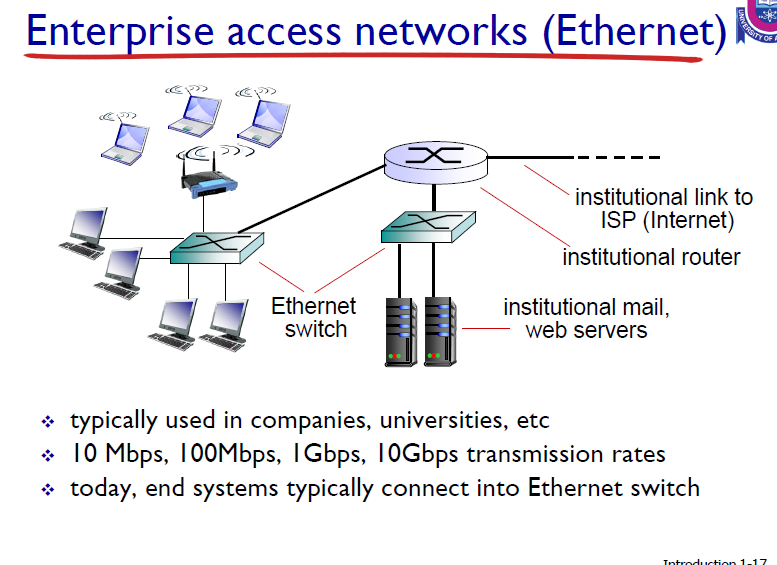 Enterprise access networks (Ethernet)
UNIVERSITY OF
institutional link to
ISP (Internet)
institutional router
Ethernet
switch
institutional mail,
web servers
typically used in companies, universities, etc
10 Mbps, 100Mbps, 1Gbps, 10Gbps transmission rates
today, end systems typically connect into Ethernet switch
Introduction 1-17